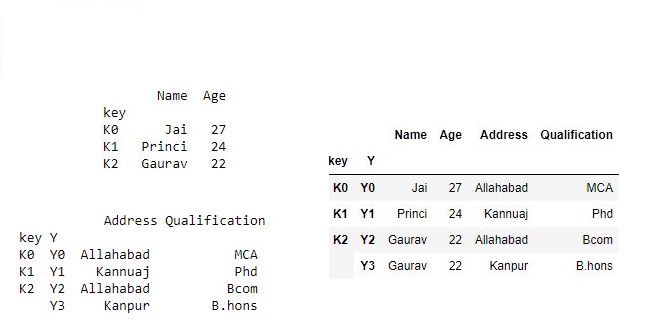 Name Age
key
K0 Jai 27
K1 Princi 24
K2 Gaurav 22
Address Qualification
key Y
K0 Y0 Allahabad MCA
K1 Y1 Kannuaj Phd
K2 Y2 Allahabad Bcom
Y3 Kanpur B.hons
Name Age Address Qualification
key Y
K0 Y0 Jai 27 Allahabad MCA
K1 Y1 Princi 24 Kannuaj Phd
K2 Y2 Gaurav 22 Allahabad Bcom
Y3 Gaurav 22 Kanpur B.hons